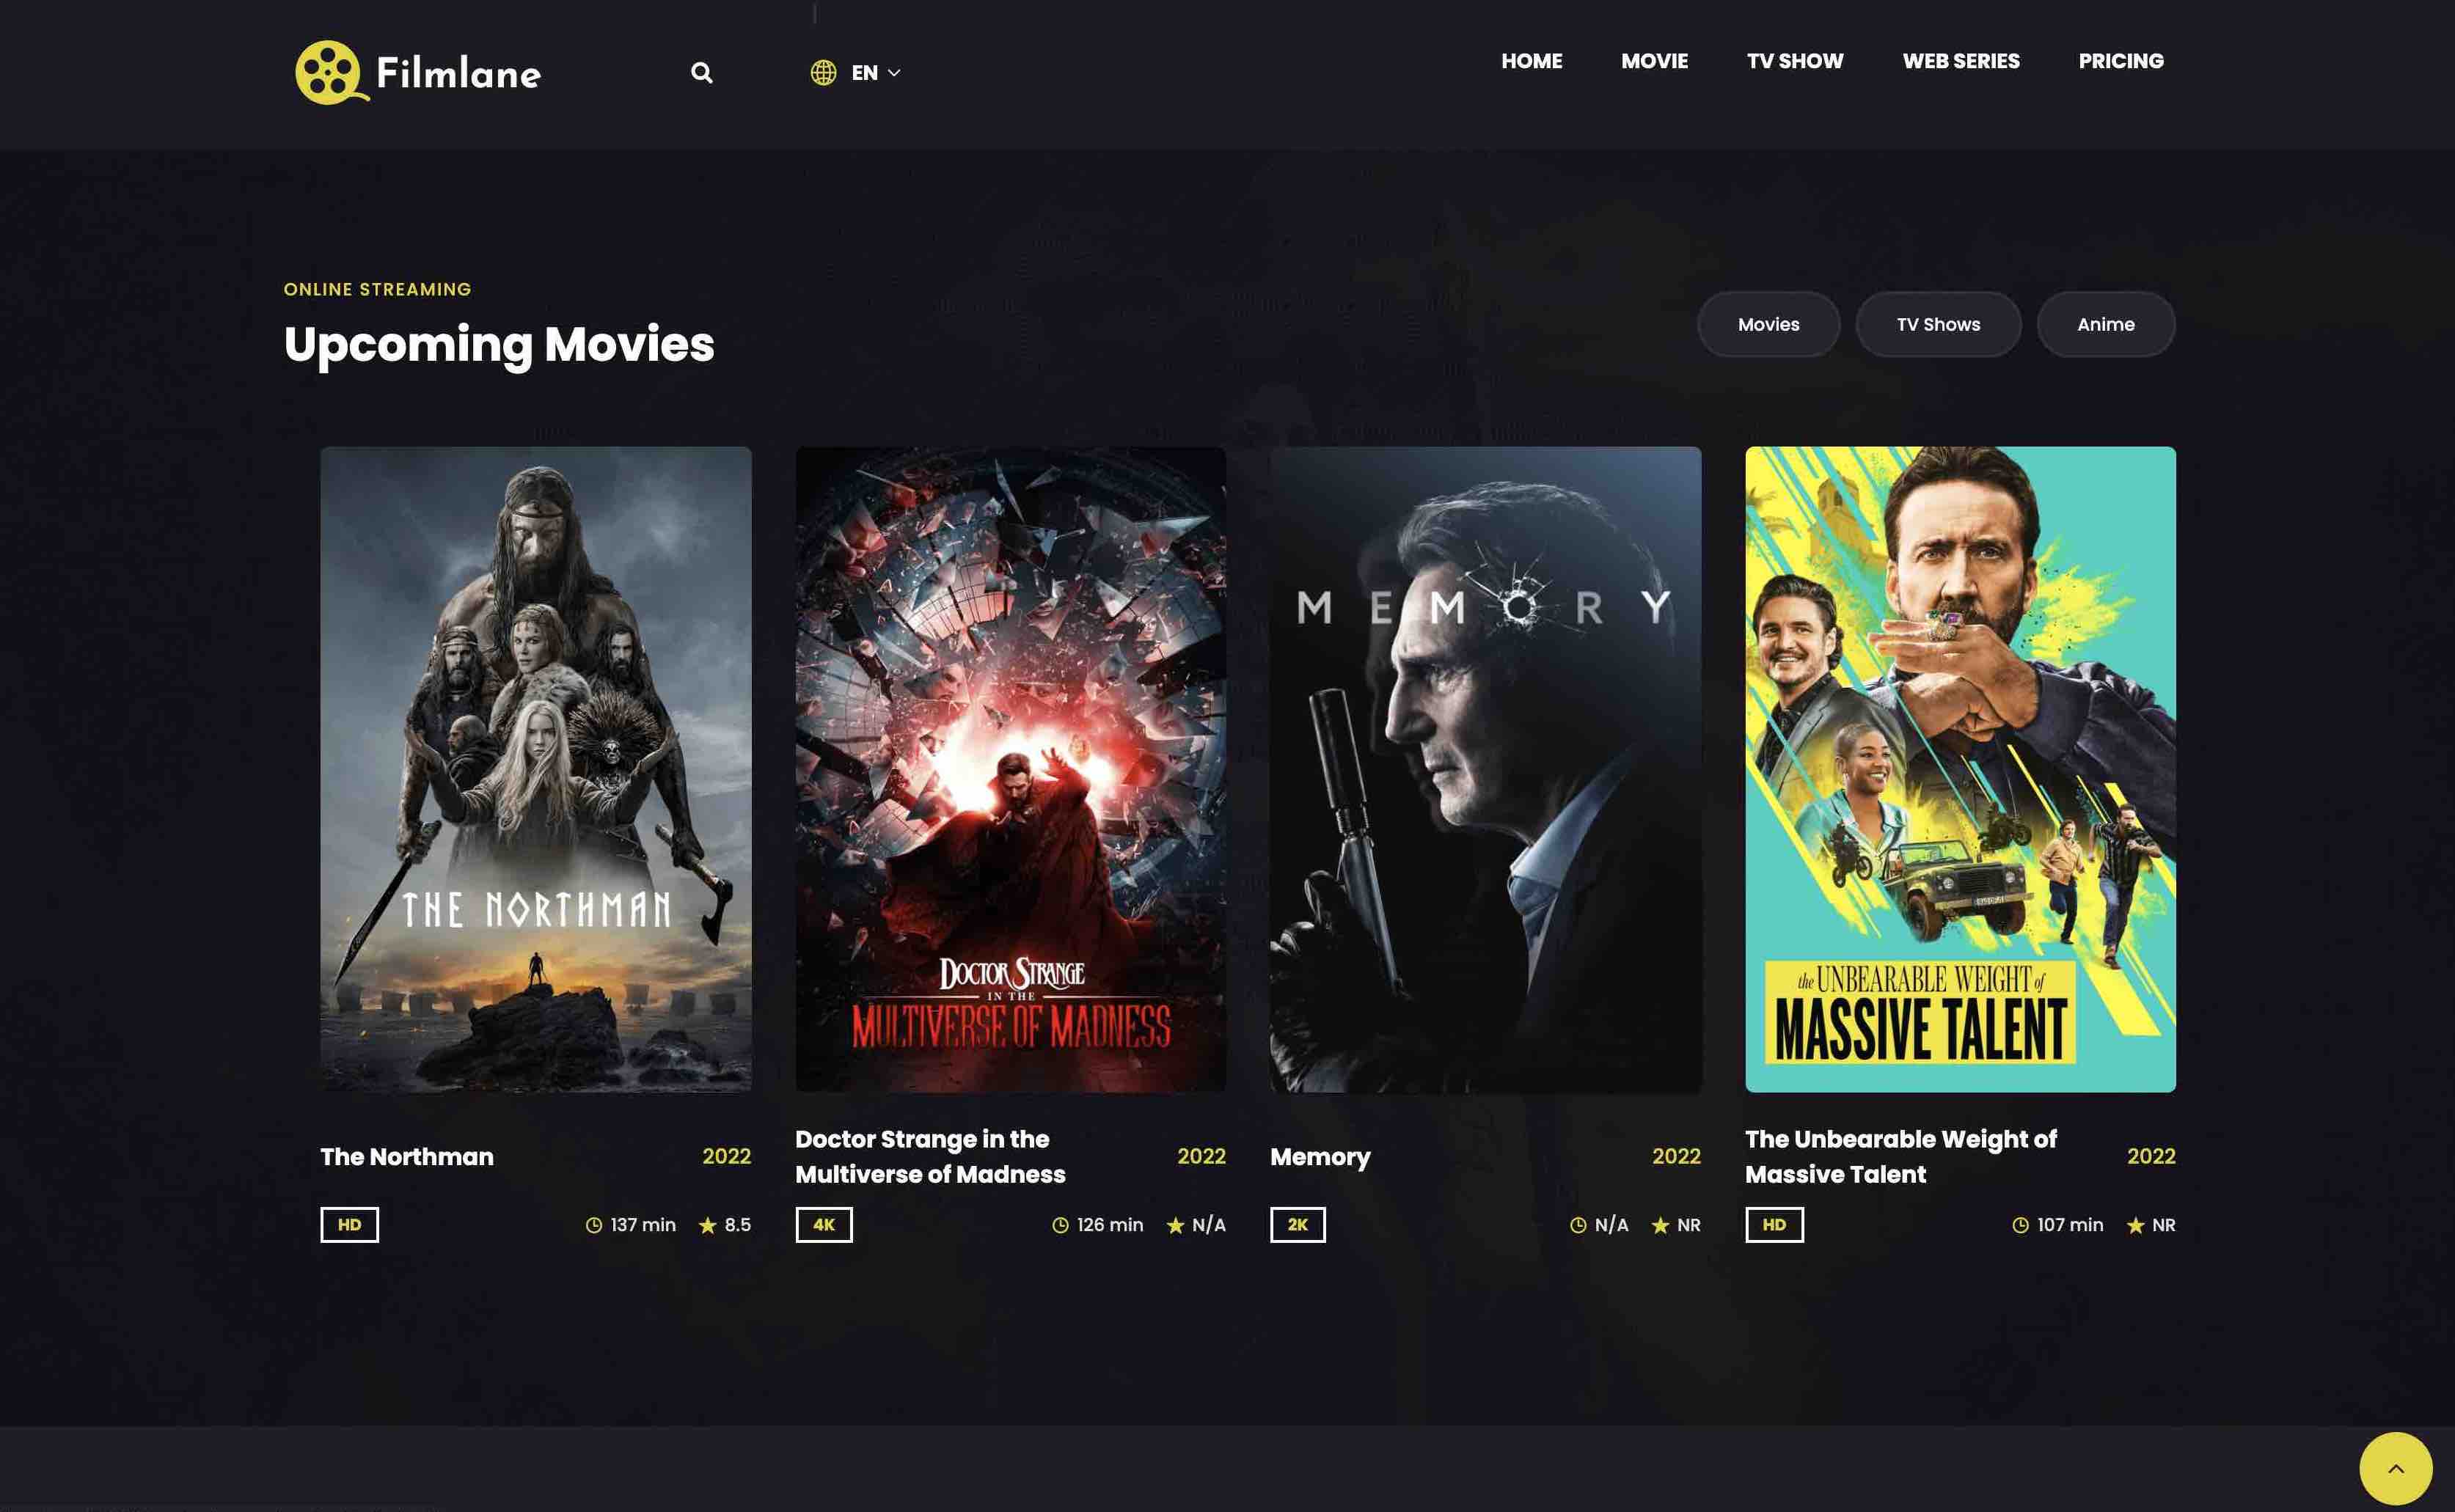 Filmlane
EN
HOME
MOVIE
TV SHOW
WEB SERIES
PRICING
ONLINE STREAMING
Upcoming Movies
Movies
TV Shows
Anime
THE NORTHMAN
DOCTOR STRANGE
IN THE
MULTIVERSE OF MADNESS
MEMORY
the UNBEARABLE WEIGHT of
MASSIVE TALENT
The Northman
2022
HD
137 min
8.5
Doctor Strange in the
Multiverse of Madness
2022
4K
126 min
N/A
Memory
2022
2K
N/A
NR
The Unbearable Weight of
Massive Talent
2022
HD
107 min
NR